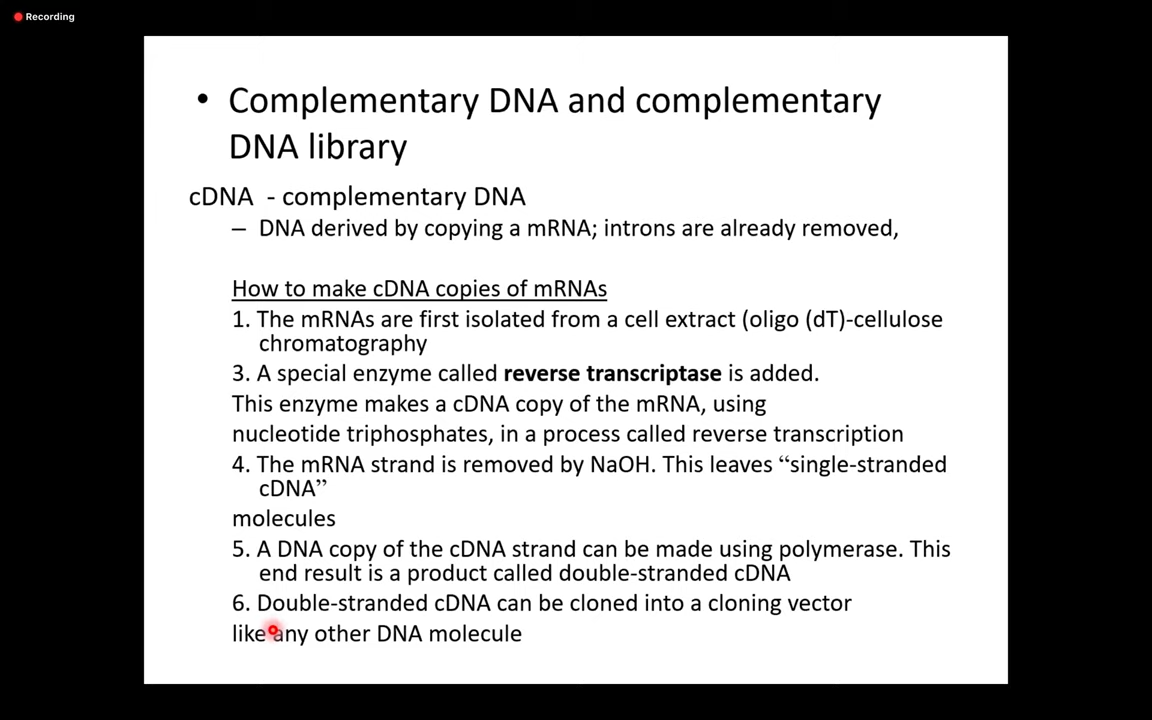 Recording
• Complementary DNA and complementary
DNA library
cDNA - complementary DNA
– DNA derived by copying a mRNA; introns are already removed,
How to make cDNA copies of mRNAs
1. The mRNAs are first isolated from a cell extract (oligo (dT)-cellulose
chromatography
3. A special enzyme called reverse transcriptase is added.
This enzyme makes a cDNA copy of the mRNA, using
nucleotide triphosphates, in a process called reverse transcription
4. The mRNA strand is removed by NaOH. This leaves “single-stranded
cDNA”
molecules
5. A DNA copy of the cDNA strand can be made using polymerase. This
end result is a product called double-stranded cDNA
6. Double-stranded cDNA can be cloned into a cloning vector
like any other DNA molecule